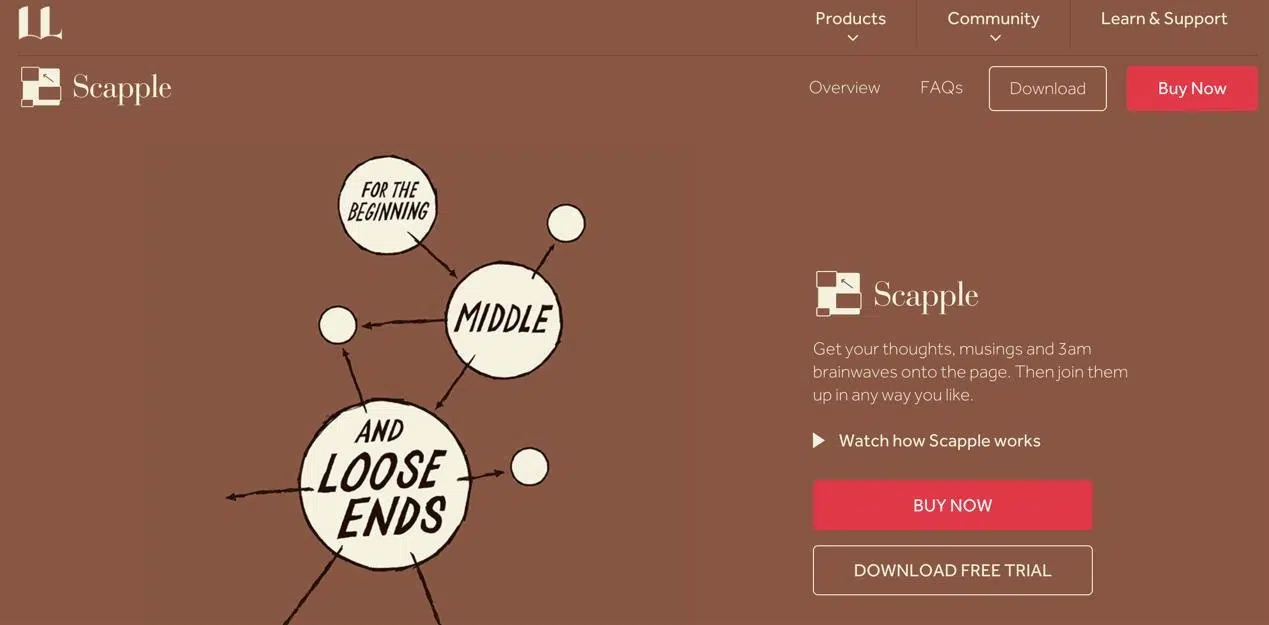 Products
Community
Learn & Support
Scapple
Overview
FAQs
Download
Buy Now
FOR THE
BEGINNING
MIDDLE
AND
LOOSE
ENDS
Scapple
Get your thoughts, musings and 3am
brainwaves onto the page. Then join them
up in any way you like.
Watch how Scapple works
BUY NOW
DOWNLOAD FREE TRIAL